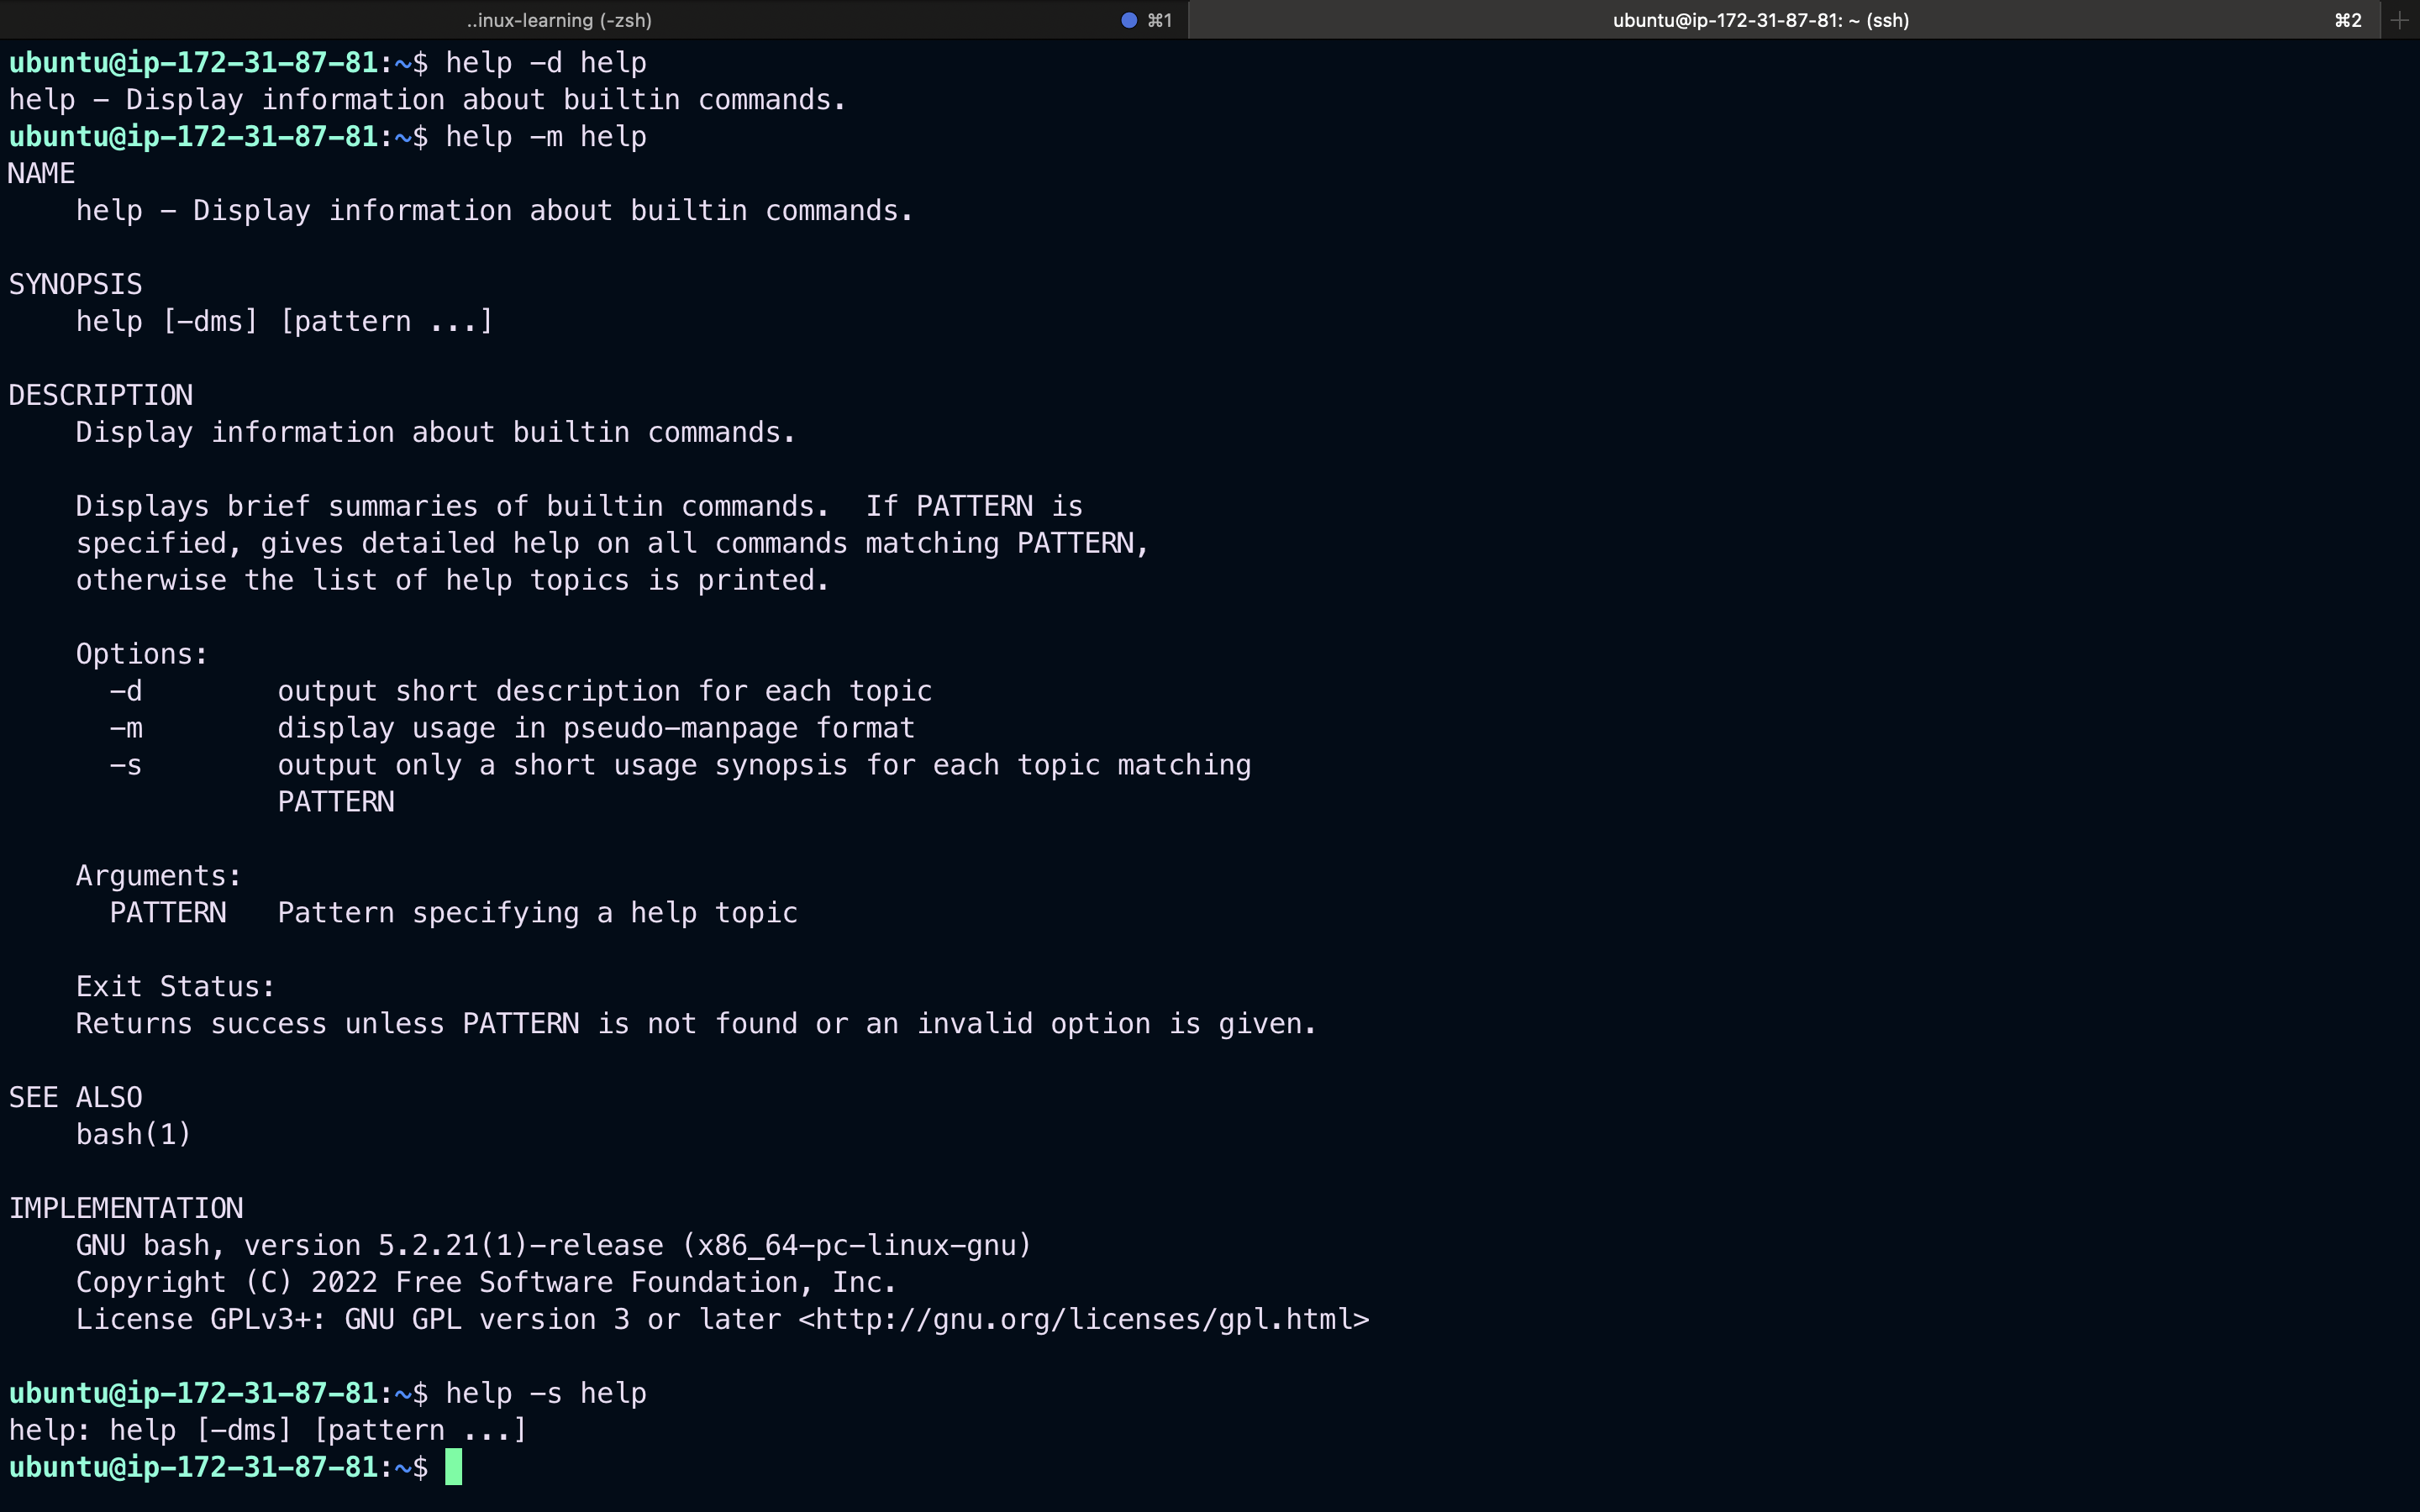 ..inux-learning (-zsh) ⌘1 ubuntu@ip-172-31-87-81: ~ (ssh) ⌘2 +
ubuntu@ip-172-31-87-81:~$ help -d help
help - Display information about builtin commands.
ubuntu@ip-172-31-87-81:~$ help -m help
NAME
    help - Display information about builtin commands.

SYNOPSIS
    help [-dms] [pattern ...]

DESCRIPTION
    Display information about builtin commands.

    Displays brief summaries of builtin commands.  If PATTERN is
    specified, gives detailed help on all commands matching PATTERN,
    otherwise the list of help topics is printed.

    Options:
      -d        output short description for each topic
      -m        display usage in pseudo-manpage format
      -s        output only a short usage synopsis for each topic matching
                PATTERN

    Arguments:
      PATTERN   Pattern specifying a help topic

    Exit Status:
    Returns success unless PATTERN is not found or an invalid option is given.

SEE ALSO
    bash(1)

IMPLEMENTATION
    GNU bash, version 5.2.21(1)-release (x86_64-pc-linux-gnu)
    Copyright (C) 2022 Free Software Foundation, Inc.
    License GPLv3+: GNU GPL version 3 or later <http://gnu.org/licenses/gpl.html>

ubuntu@ip-172-31-87-81:~$ help -s help
help: help [-dms] [pattern ...]
ubuntu@ip-172-31-87-81:~$